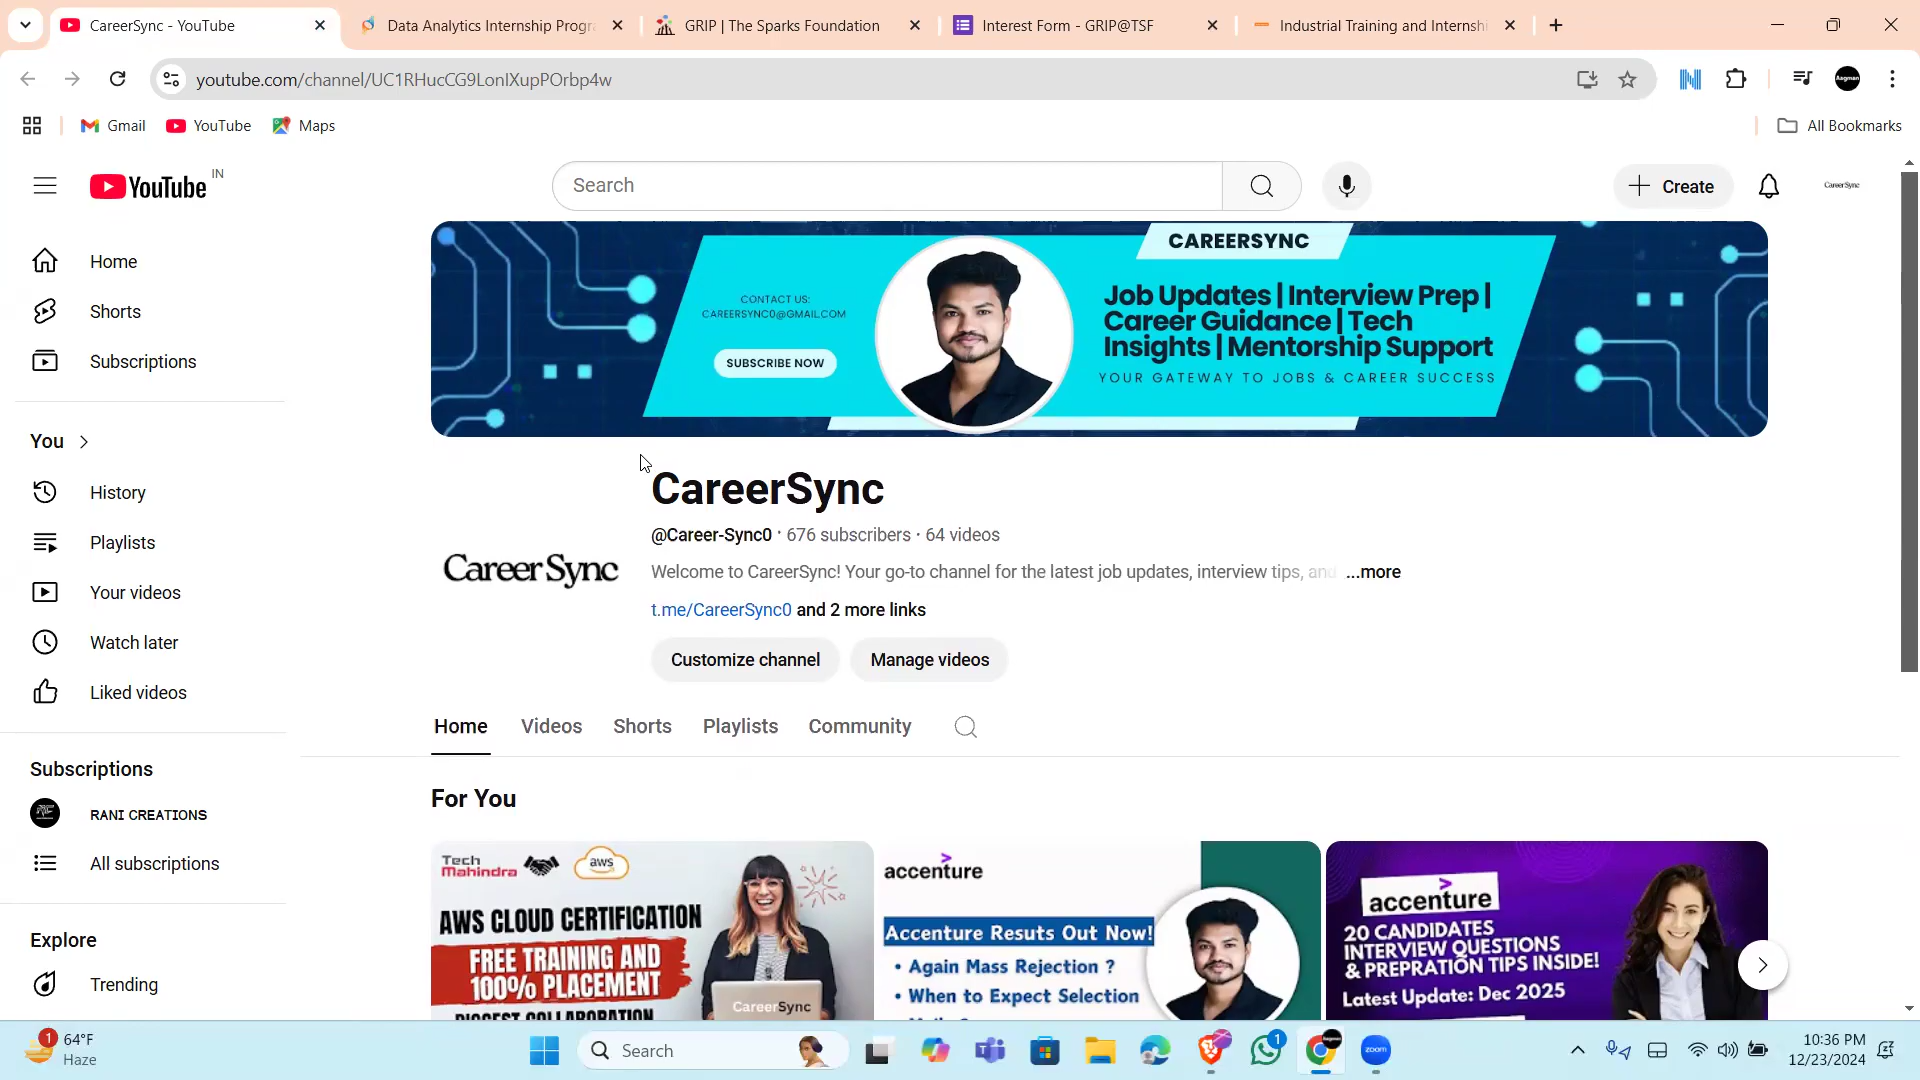 CareerSync - YouTube
Data Analytics Internship Progr
GRIP | The Sparks Foundation
Interest Form - GRIP@TSF
Industrial Training and Internshi
youtube.com/channel/UC1RHucCG9LonIXupPOrbp4w
Aagman
Gmail
YouTube
Maps
All Bookmarks
YouTube IN
Search
Create
CareerSync
Home
Shorts
Subscriptions
You
History
Playlists
Your videos
Watch later
Liked videos
Subscriptions
RANI CREATIONS
All subscriptions
Explore
Trending
CAREERSYNC
CONTACT US:
CAREERSYNC0@GMAIL.COM
SUBSCRIBE NOW
Job Updates | Interview Prep |
Career Guidance | Tech
Insights | Mentorship Support
YOUR GATEWAY TO JOBS & CAREER SUCCESS
CareerSync
CareerSync
@Career-Sync0 · 676 subscribers · 64 videos
Welcome to CareerSync! Your go-to channel for the latest job updates, interview tips, and ...more
t.me/CareerSync0 and 2 more links
Customize channel
Manage videos
Home
Videos
Shorts
Playlists
Community
For You
Tech
Mahindra
aws
AWS CLOUD CERTIFICATION
FREE TRAINING AND
100% PLACEMENT
BIGGEST COLLABORATION
CareerSync
accenture
Accenture Resuts Out Now!
• Again Mass Rejection ?
• When to Expect Selection
accenture
20 CANDIDATES
INTERVIEW QUESTIONS
& PREPRATION TIPS INSIDE!
Latest Update: Dec 2025
1
64°F
Haze
Search
1
zoom
10:36 PM
12/23/2024